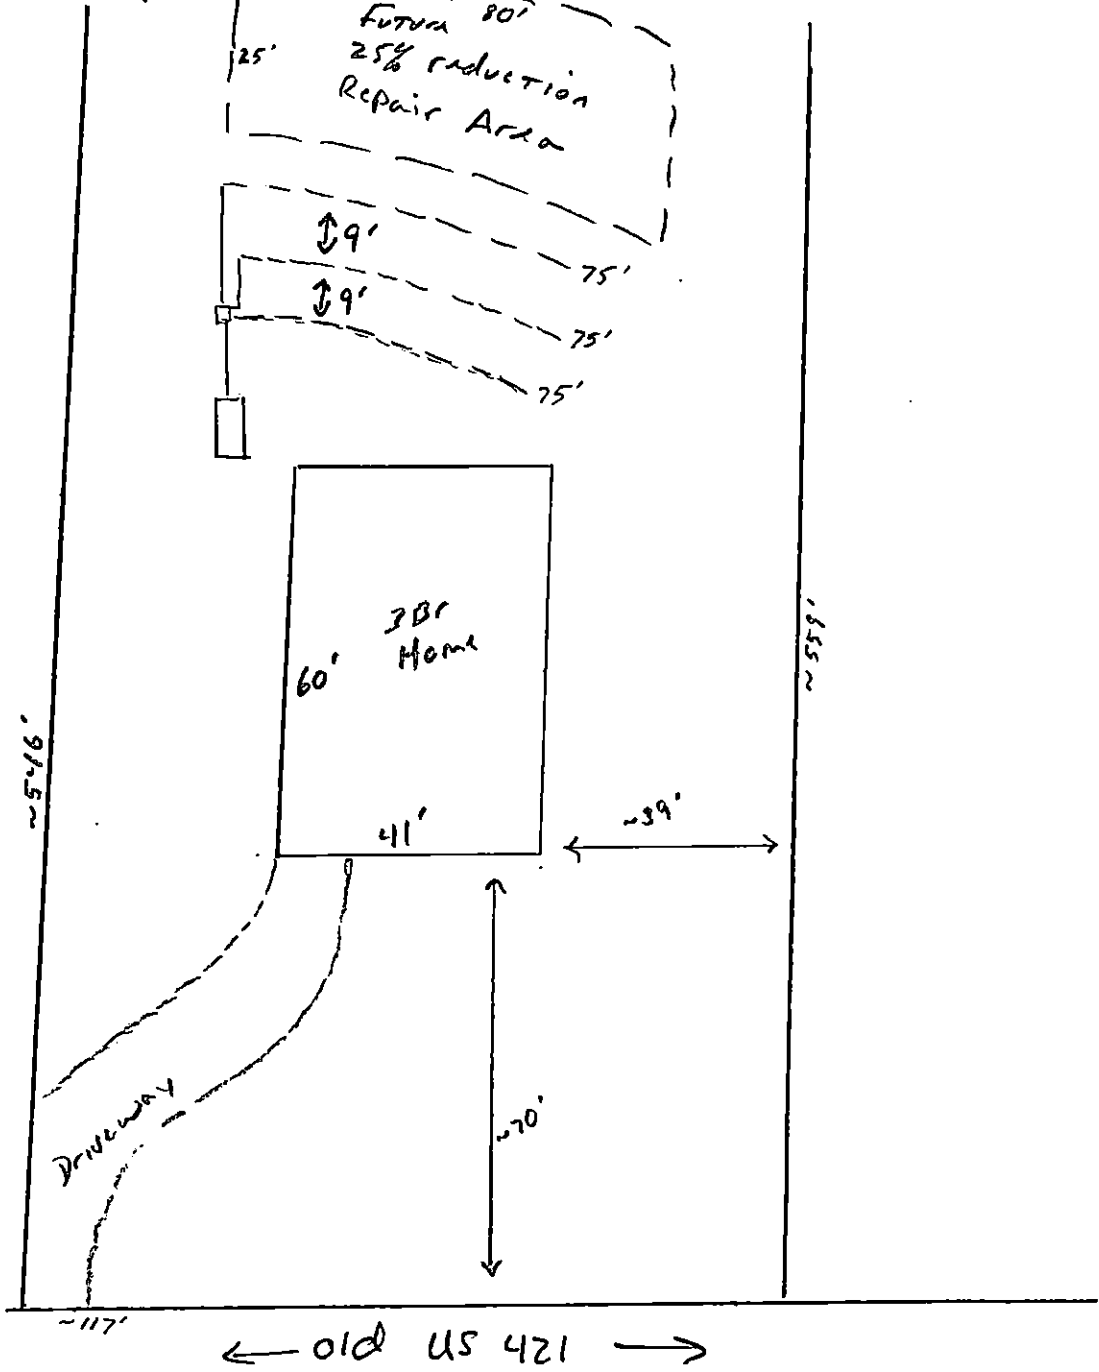 Future 80'
25'
25% reduction
Repair Area
9'
75'
9'
75'
75'
3Br
Home
60'
~559'
~546'
41'
~39'
Driveway
~70'
~117'
← old US 421 →